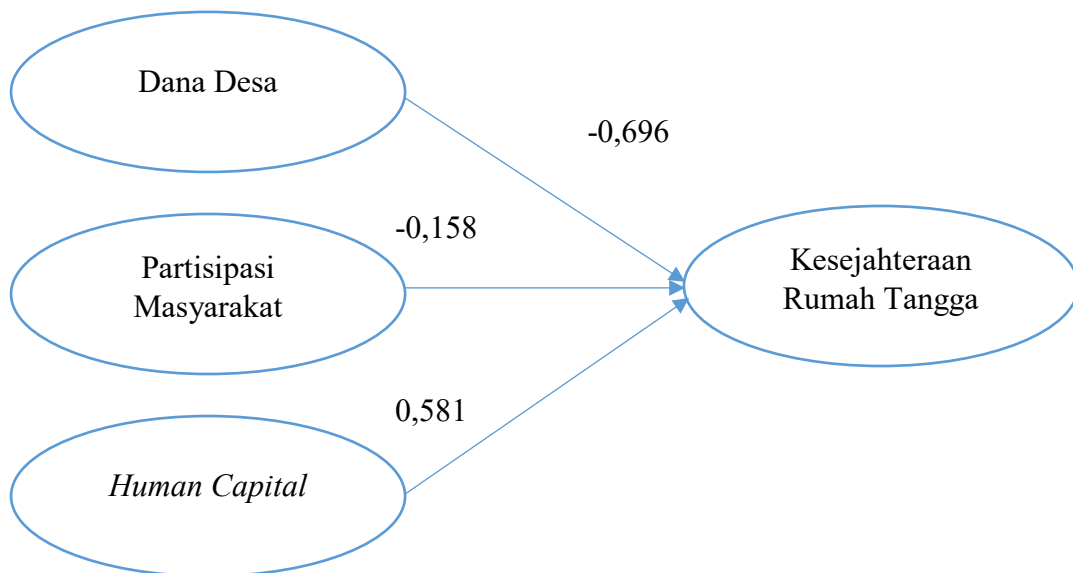 Dana Desa
-0,696
-0,158
Partisipasi
Masyarakat
Kesejahteraan
Rumah Tangga
0,581
Human Capital